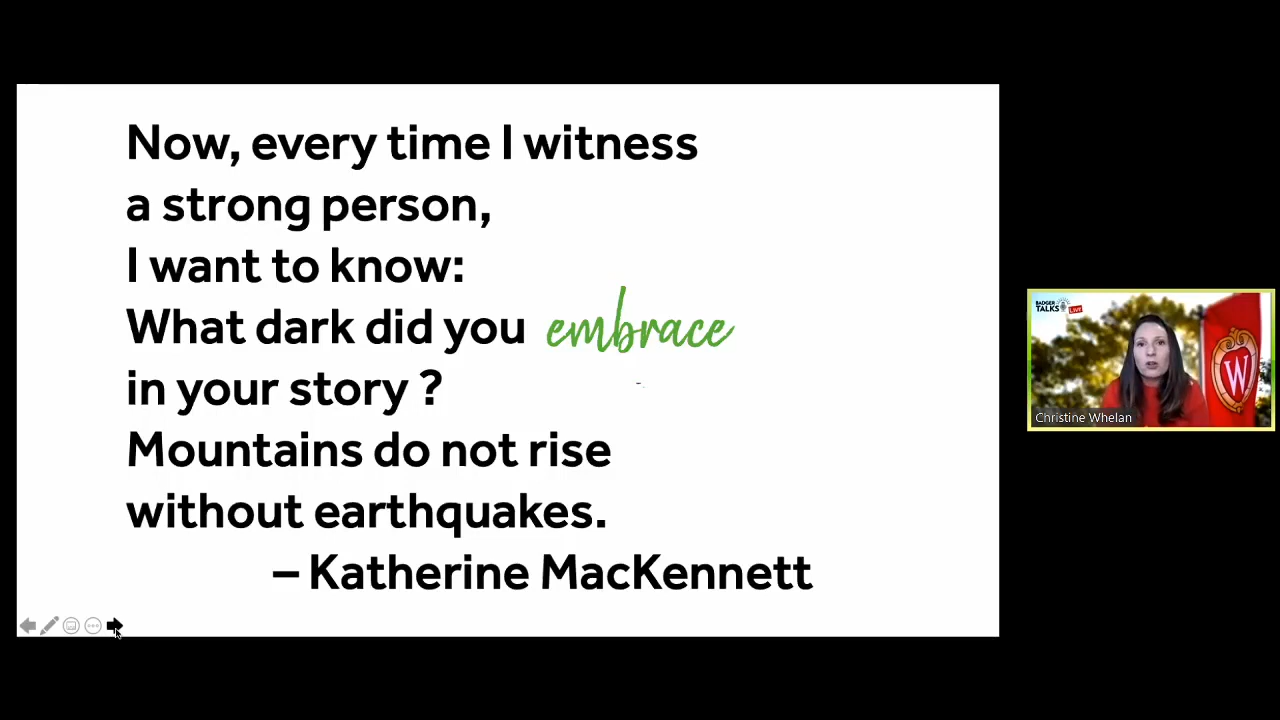 Now, every time I witness
a strong person,
I want to know:
What dark did you embrace
in your story ?
Mountains do not rise
without earthquakes.
– Katherine MacKennett
BADGER
TALKS LIVE
W
Christine Whelan